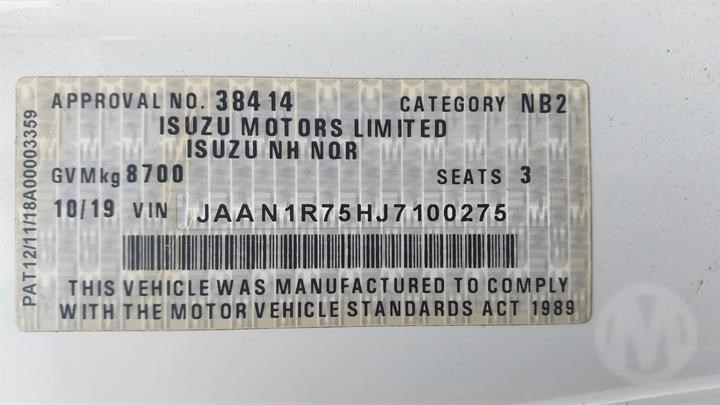 APPROVAL NO. 38414 CATEGORY NB2
ISUZU MOTORS LIMITED
ISUZU NH NQR
GVMkg 8700 SEATS 3
10/19 VIN JAAN1R75HJ7100275
THIS VEHICLE WAS MANUFACTURED TO COMPLY
WITH THE MOTOR VEHICLE STANDARDS ACT 1989
PAT12/11/18A00003359
M